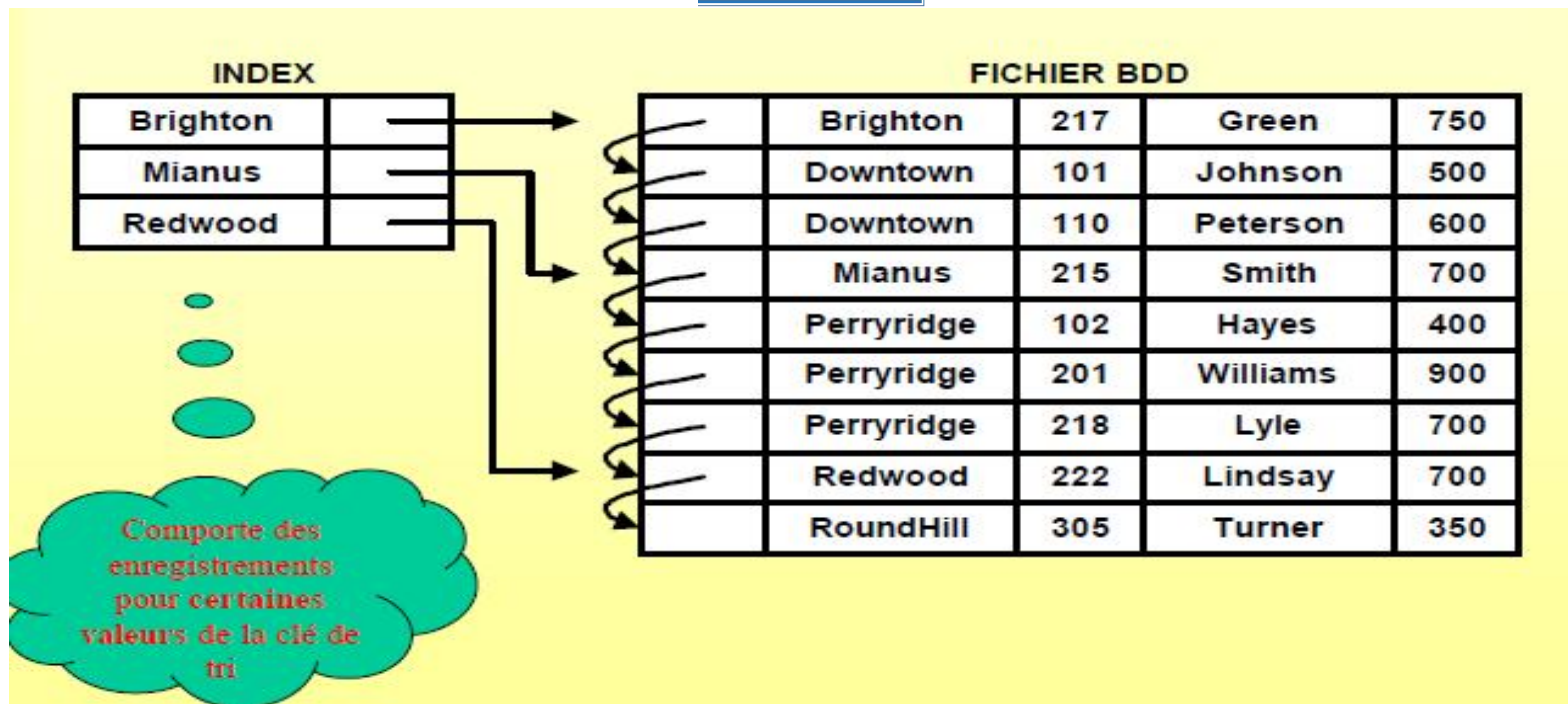 INDEX
Brighton
Mianus
Redwood
FICHIER BDD
Brighton 217 Green 750
Downtown 101 Johnson 500
Downtown 110 Peterson 600
Mianus 215 Smith 700
Perryridge 102 Hayes 400
Perryridge 201 Williams 900
Perryridge 218 Lyle 700
Redwood 222 Lindsay 700
RoundHill 305 Turner 350
Comporte des
enregistrements
pour certaines
valeurs de la clé de
tri